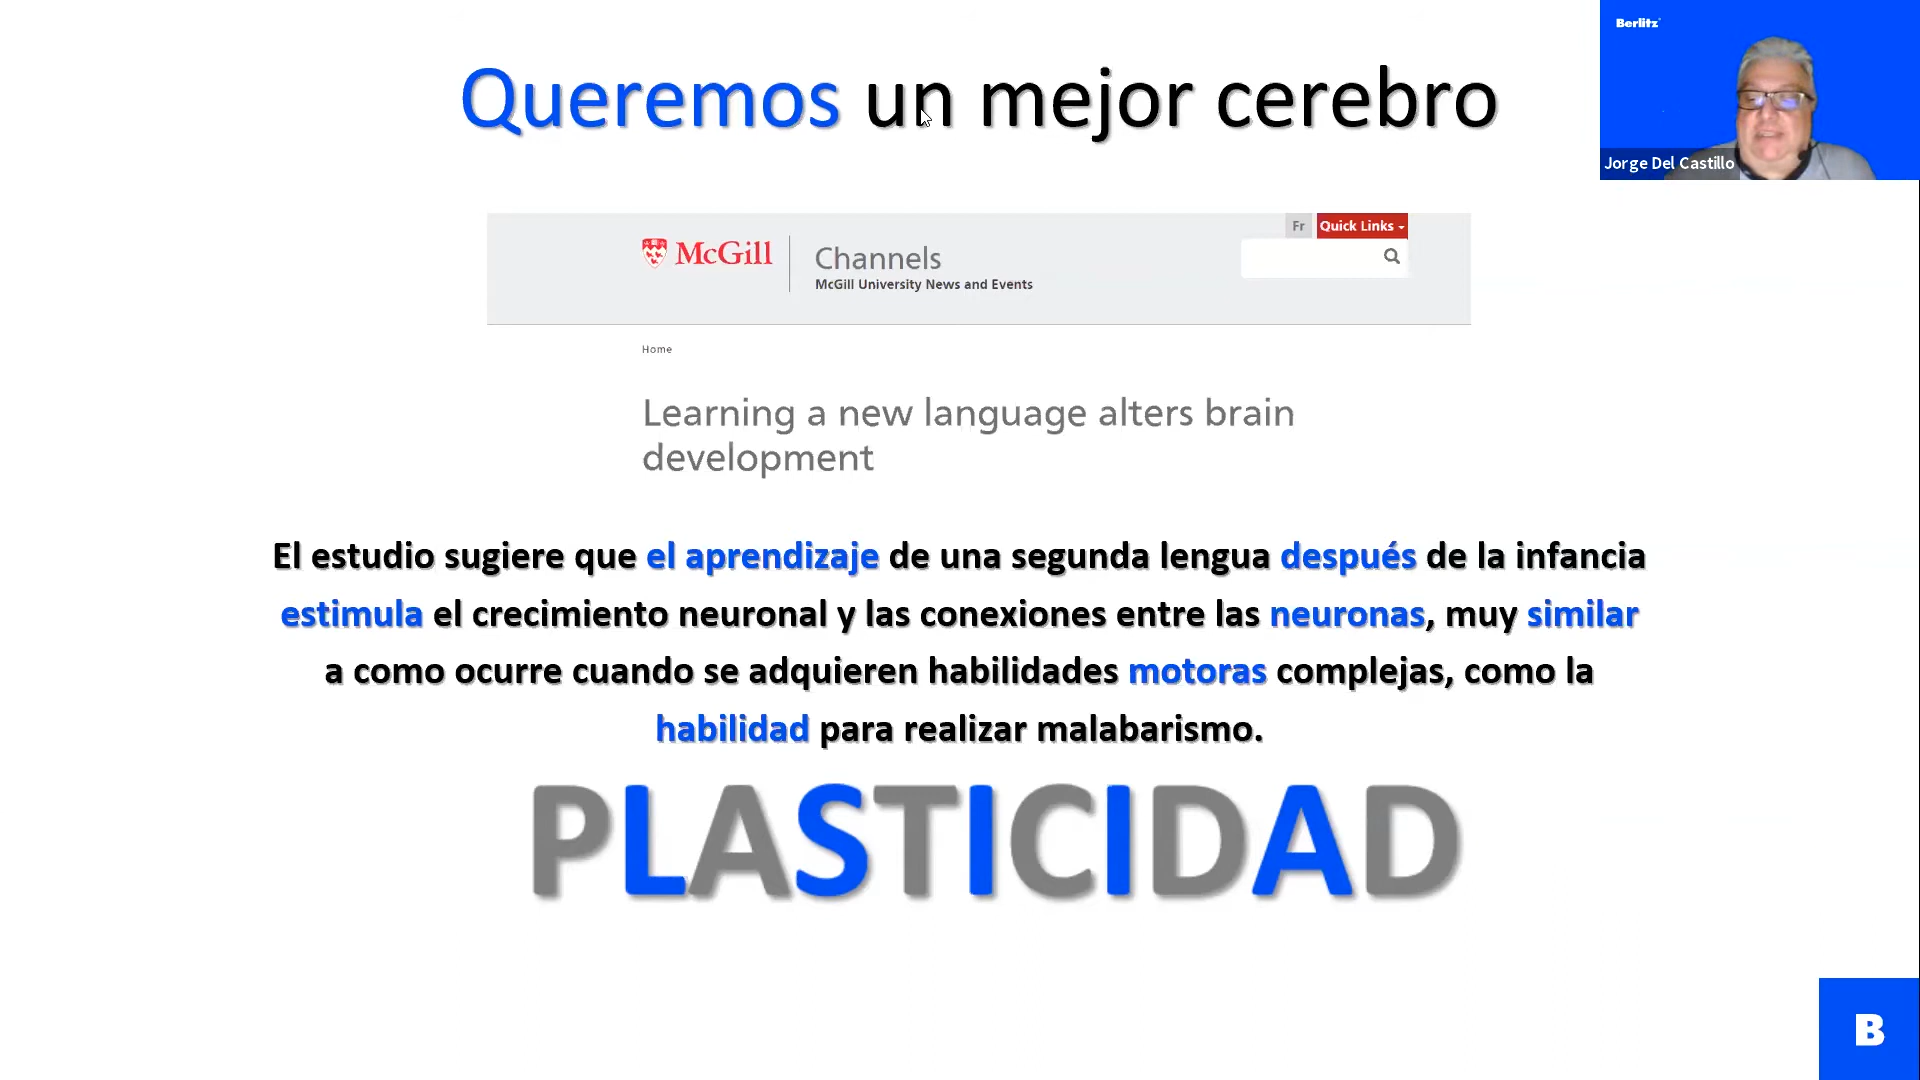 Berlitz
Queremos un mejor cerebro
Jorge Del Castillo
Fr
Quick Links
McGill
Channels
McGill University News and Events
Home
Learning a new language alters brain
development
El estudio sugiere que el aprendizaje de una segunda lengua después de la infancia
estimula el crecimiento neuronal y las conexiones entre las neuronas, muy similar
a como ocurre cuando se adquieren habilidades motoras complejas, como la
habilidad para realizar malabarismo.
PLASTICIDAD
B